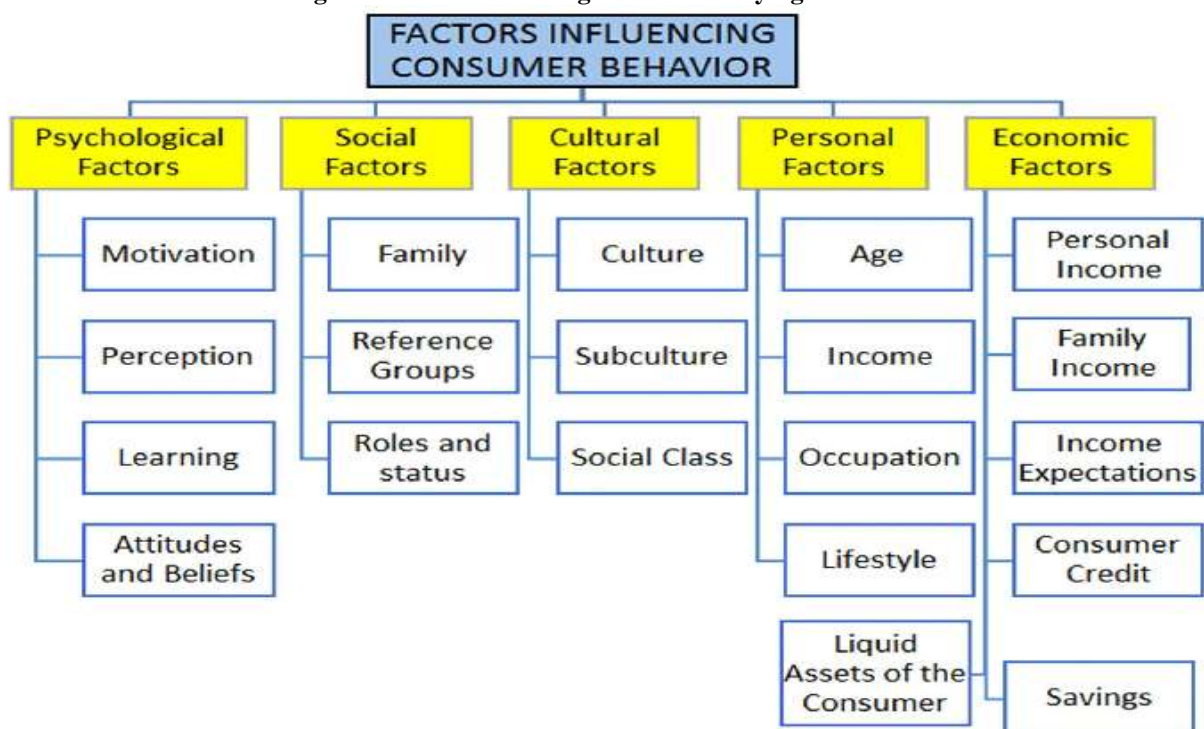 FACTORS INFLUENCING
CONSUMER BEHAVIOR
Psychological
Factors
Social
Factors
Cultural
Factors
Personal
Factors
Economic
Factors
Motivation
Family
Culture
Age
Personal
Income
Perception
Reference
Groups
Subculture
Income
Family
Income
Learning
Roles and
status
Social Class
Occupation
Income
Expectations
Attitudes
and Beliefs
Lifestyle
Consumer
Credit
Liquid
Assets of the
Consumer
Savings